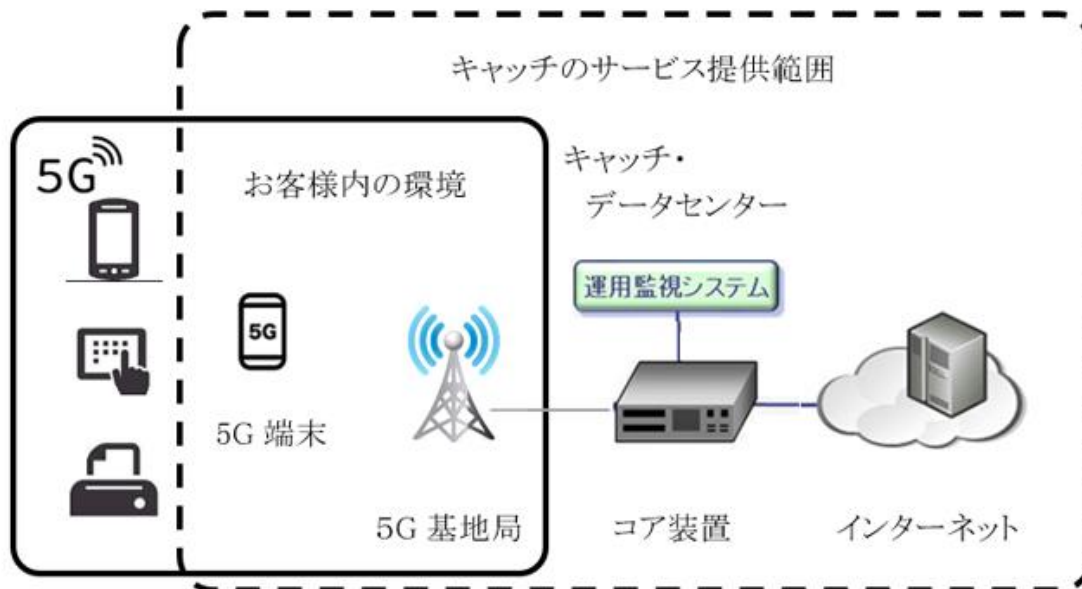 キャッチのサービス提供範囲
5G
お客様内の環境
キャッチ・
データセンター
運用監視システム
5G
5G 端末
5G 基地局
コア装置
インターネット